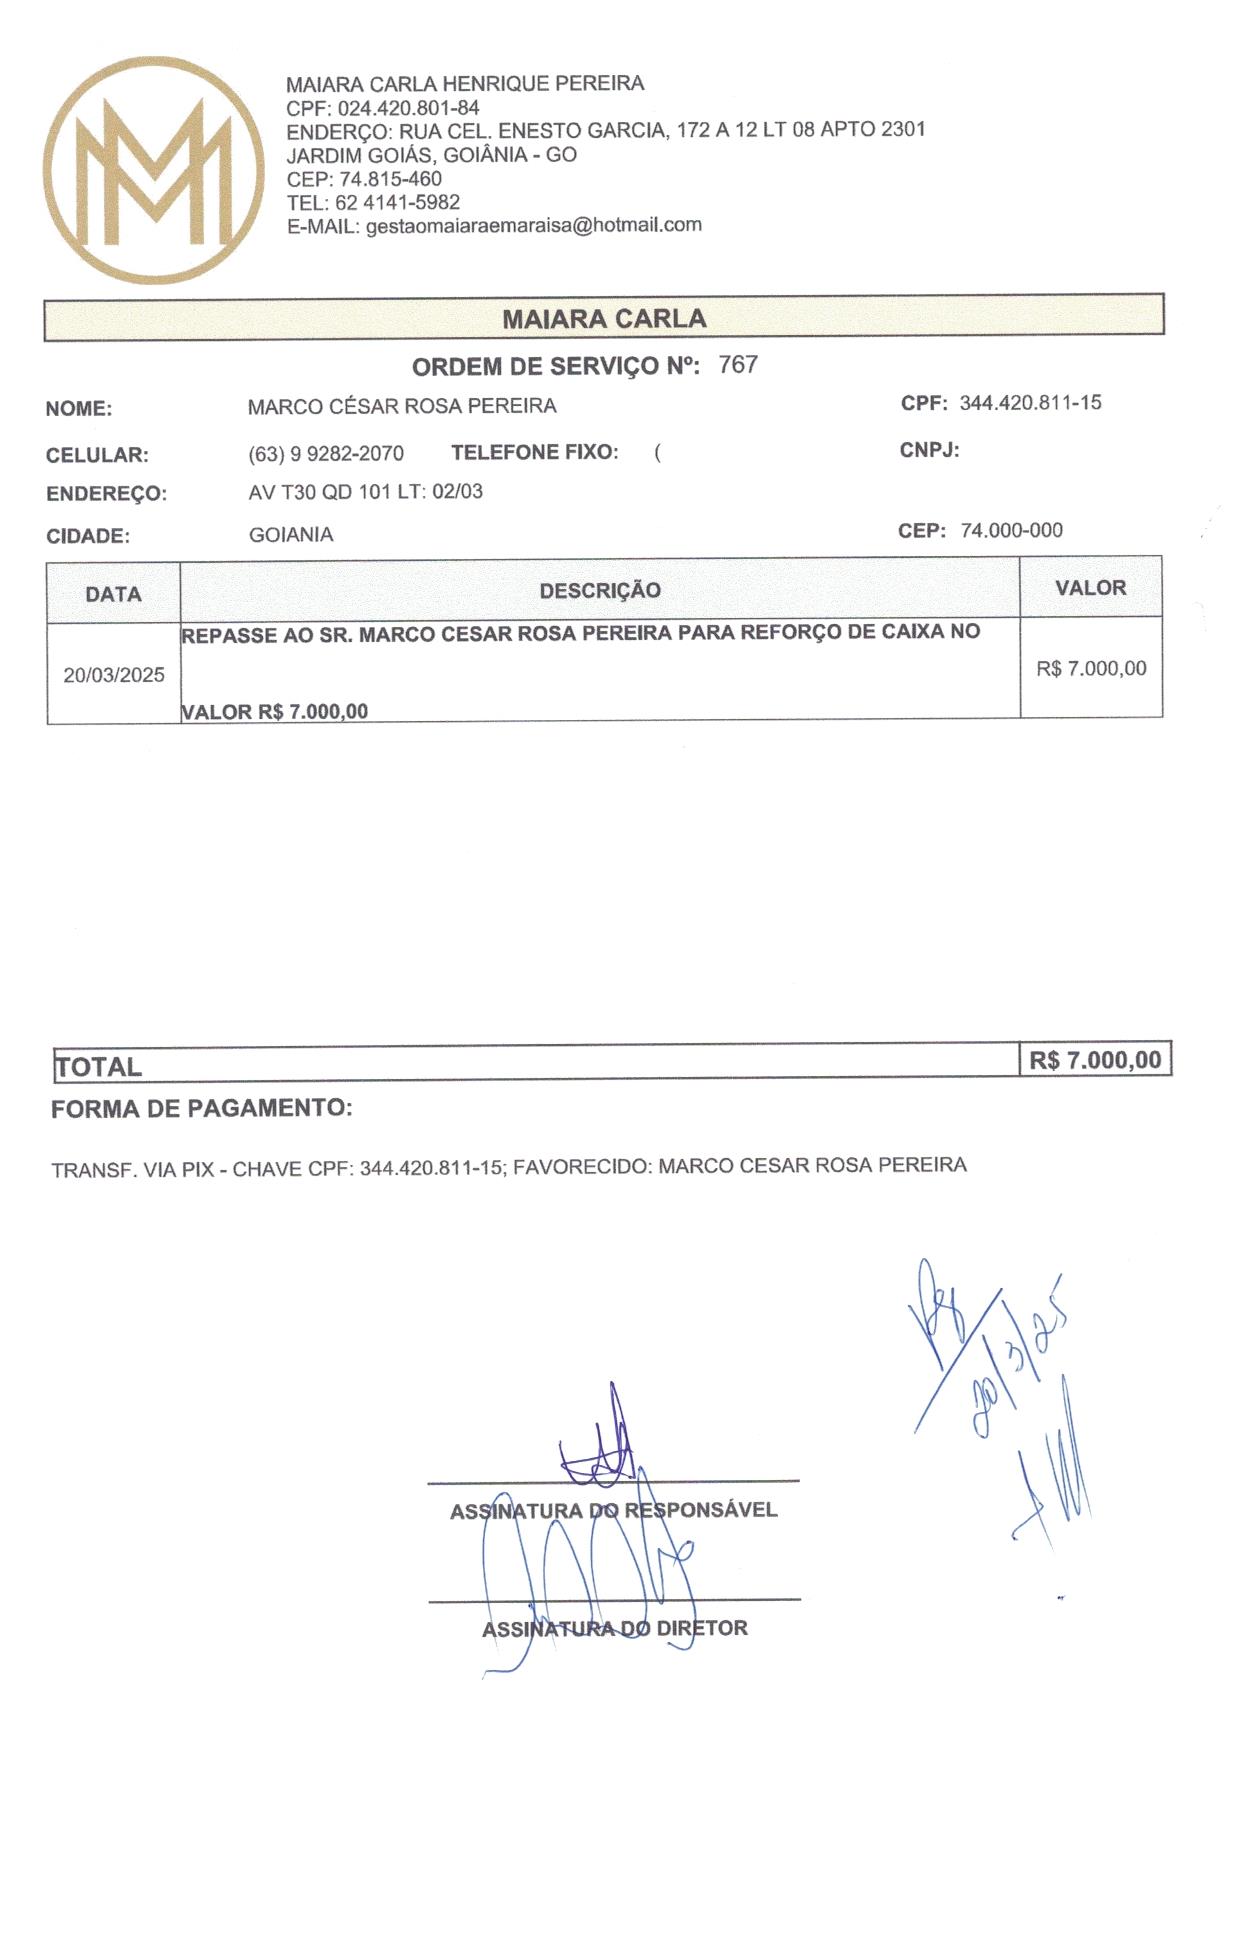 MAIARA CARLA HENRIQUE PEREIRA
CPF: 024.420.801-84
ENDERÇO: RUA CEL. ENESTO GARCIA, 172 A 12 LT 08 APTO 2301
JARDIM GOIÁS, GOIÂNIA - GO
CEP: 74.815-460
TEL: 62 4141-5982
E-MAIL: gestaomaiaraemaraisa@hotmail.com
MAIARA CARLA
ORDEM DE SERVIÇO Nº: 767
NOME: MARCO CÉSAR ROSA PEREIRA CPF: 344.420.811-15
CELULAR: (63) 9 9282-2070 TELEFONE FIXO: ( CNPJ:
ENDEREÇO: AV T30 QD 101 LT: 02/03
CIDADE: GOIANIA CEP: 74.000-000
DATA DESCRIÇÃO VALOR
REPASSE AO SR. MARCO CESAR ROSA PEREIRA PARA REFORÇO DE CAIXA NO
20/03/2025 R$ 7.000,00
VALOR R$ 7.000,00
TOTAL R$ 7.000,00
FORMA DE PAGAMENTO:
TRANSF. VIA PIX - CHAVE CPF: 344.420.811-15; FAVORECIDO: MARCO CESAR ROSA PEREIRA
20/3/25
ASSINATURA DO RESPONSÁVEL
ASSINATURA DO DIRETOR